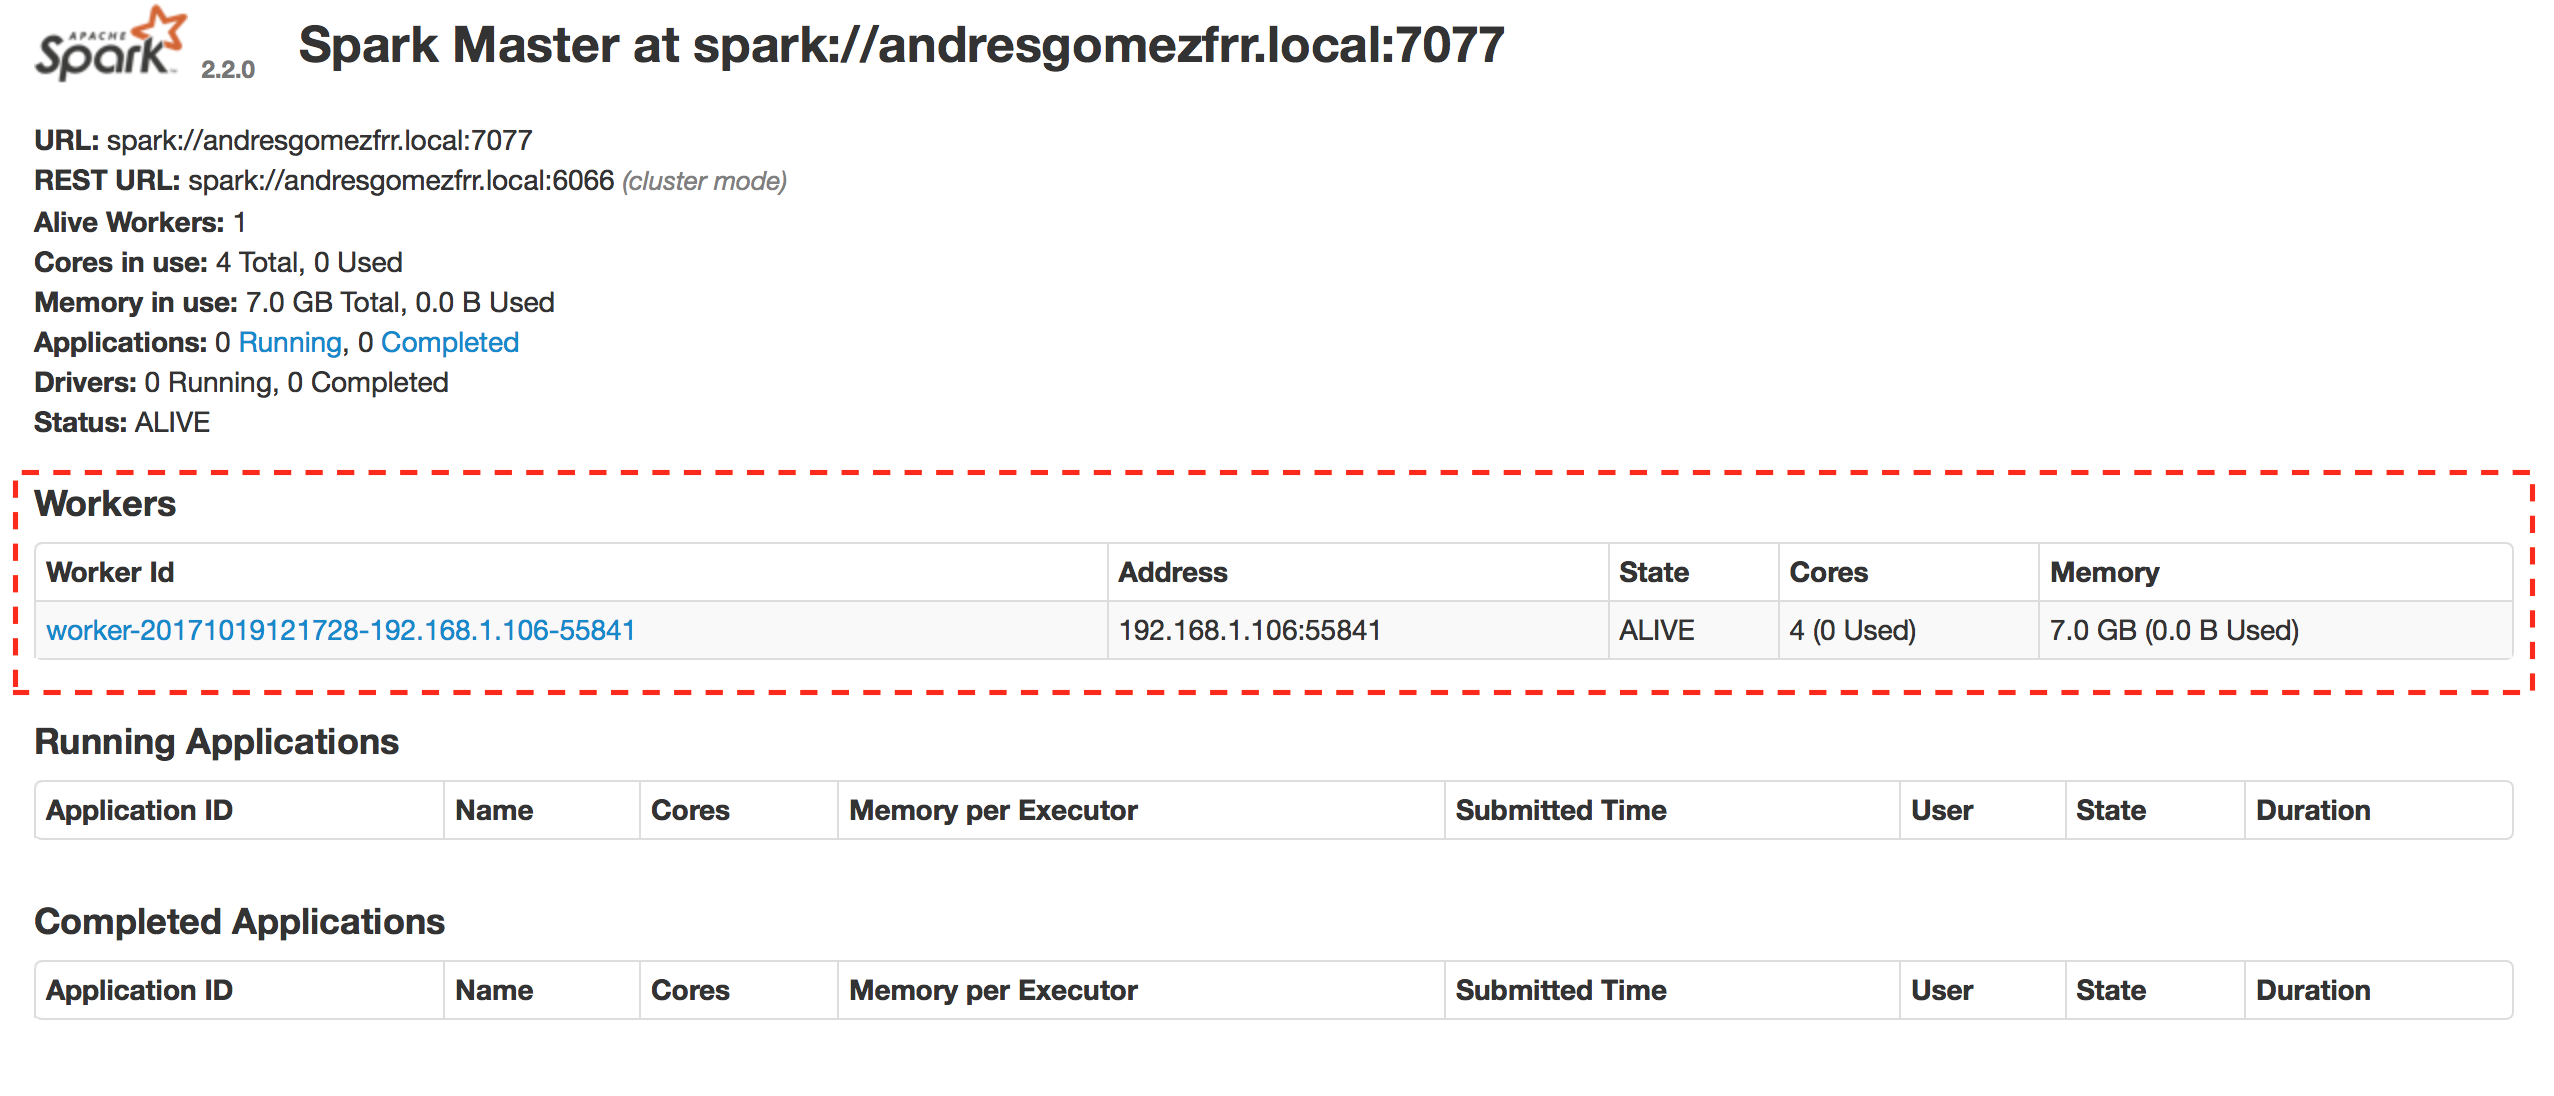 APACHE
Spark 2.2.0 Spark Master at spark://andresgomezfrr.local:7077
URL: spark://andresgomezfrr.local:7077
REST URL: spark://andresgomezfrr.local:6066 (cluster mode)
Alive Workers: 1
Cores in use: 4 Total, 0 Used
Memory in use: 7.0 GB Total, 0.0 B Used
Applications: 0 Running, 0 Completed
Drivers: 0 Running, 0 Completed
Status: ALIVE
Workers
Worker Id Address State Cores Memory
worker-20171019121728-192.168.1.106-55841 192.168.1.106:55841 ALIVE 4 (0 Used) 7.0 GB (0.0 B Used)
Running Applications
Application ID Name Cores Memory per Executor Submitted Time User State Duration
Completed Applications
Application ID Name Cores Memory per Executor Submitted Time User State Duration